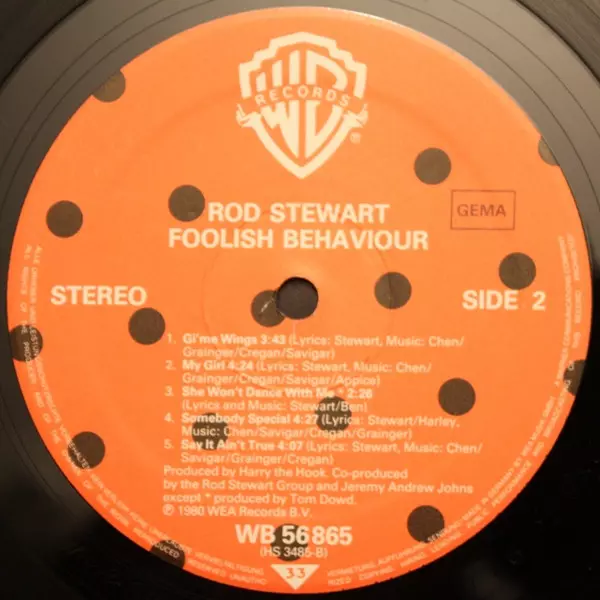 WB
RECORDS
®
ROD STEWART
FOOLISH BEHAVIOUR
GEMA
STEREO
SIDE 2
1. Gi'me Wings 3:43 (Lyrics: Stewart, Music: Chen/
Grainger/Cregan/Savigar)
2. My Girl 4:24 (Lyrics: Stewart, Music: Chen/
Grainger/Cregan/Savigar/Appice)
3. She Won't Dance With Me * 2:28
(Lyrics and Music: Stewart/Ben)
4. Somebody Special 4:27 (Lyrics: Stewart/Harley,
Music: Chen/Savigar/Cregan/Grainger)
5. Say It Ain't True 4:07 (Lyrics: Stewart, Music: Chen/
Savigar/Grainger/Cregan)
Produced by Harry the Hook. Co-produced
by the Rod Stewart Group and Jeremy Andrew Johns
except * produced by Tom Dowd.
℗ 1980 WEA Records B.V.
WB 56 865
(HS 3485-B)
33